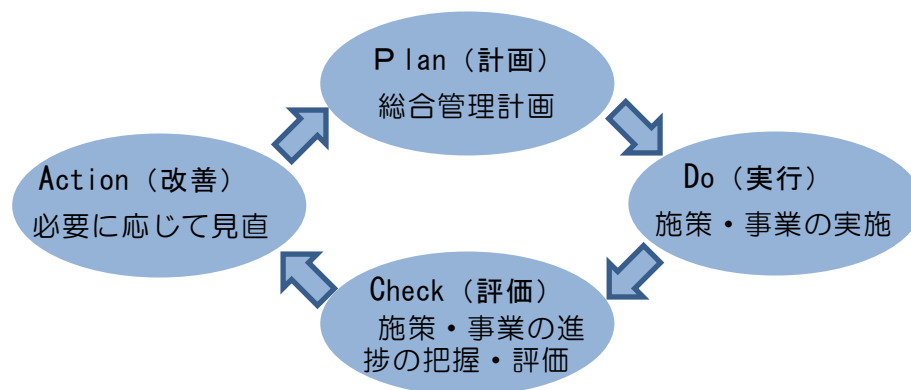 Ｐlan（計画）
総合管理計画
Do（実行）
施策・事業の実施
Check（評価）
施策・事業の進
捗の把握・評価
Action（改善）
必要に応じて見直